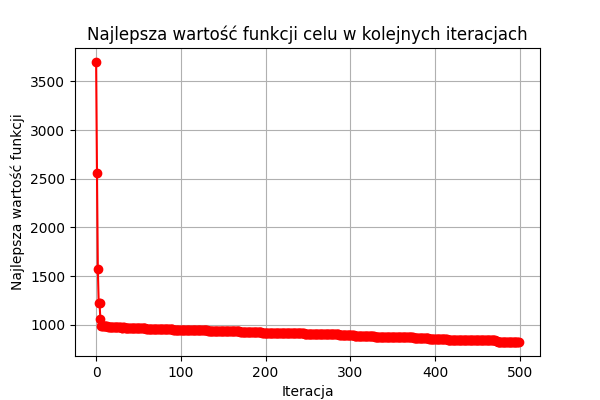 Najlepsza wartość funkcji celu w kolejnych iteracjach
Najlepsza wartość funkcji
3500
3000
2500
2000
1500
1000
0 100 200 300 400 500
Iteracja